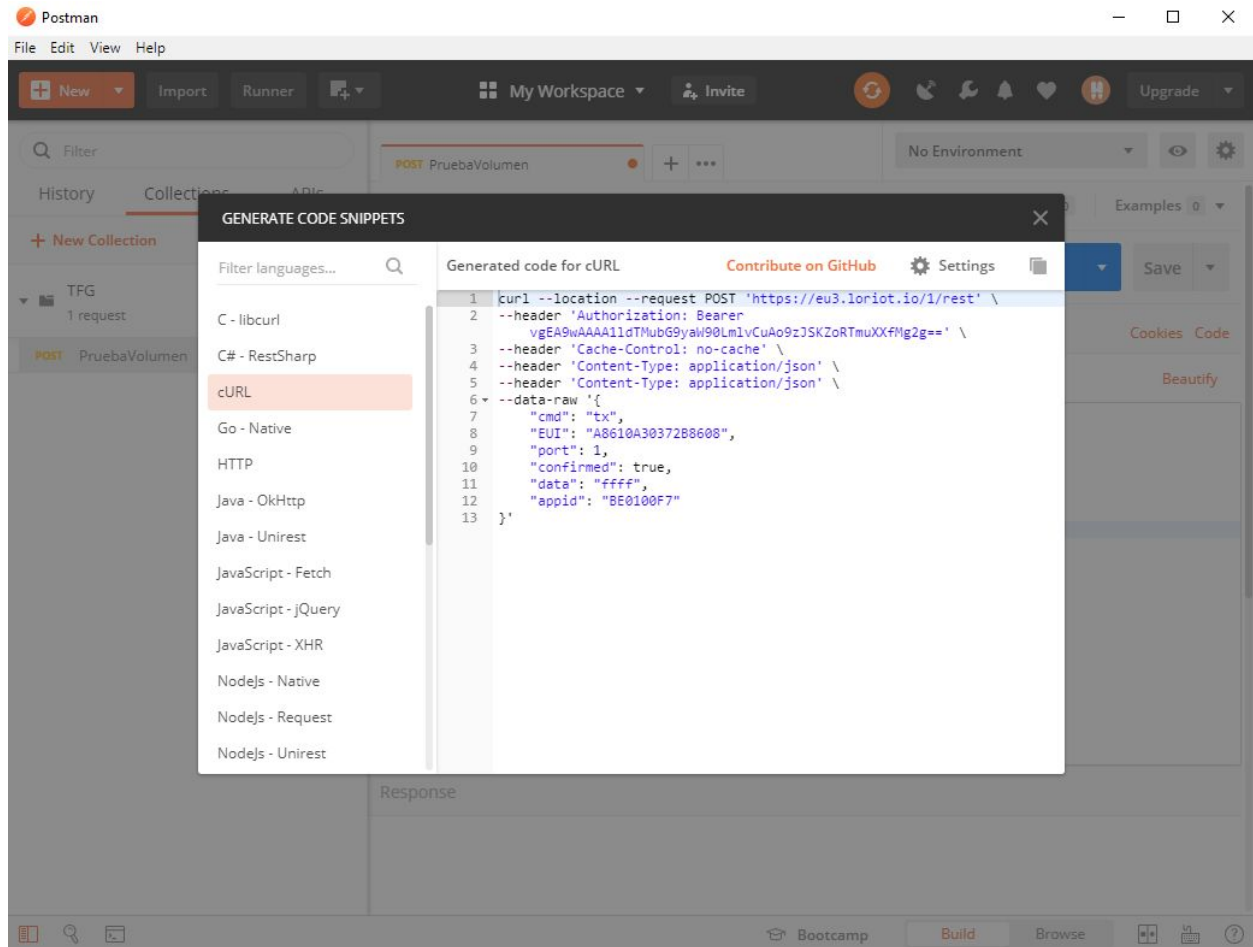 Postman
File Edit View Help
New Import Runner My Workspace Invite Upgrade
Filter
POST PruebaVolumen
No Environment
History Collections APIs
Examples 0
GENERATE CODE SNIPPETS
+ New Collection
Save
TFG
1 request
Cookies Code
POST PruebaVolumen
Beautify
Filter languages...
C - libcurl
C# - RestSharp
cURL
Go - Native
HTTP
Java - OkHttp
Java - Unirest
JavaScript - Fetch
JavaScript - jQuery
JavaScript - XHR
NodeJs - Native
NodeJs - Request
NodeJs - Unirest
Generated code for cURL Contribute on GitHub Settings
1 curl --location --request POST 'https://eu3.loriot.io/1/rest' \
2 --header 'Authorization: Bearer
vgEA9wAAAA1ldTMubG9yaW90LmlvCuAo9zJSKZoRTmuXXfMg2g==' \
3 --header 'Cache-Control: no-cache' \
4 --header 'Content-Type: application/json' \
5 --header 'Content-Type: application/json' \
6 --data-raw '{
7 "cmd": "tx",
8 "EUI": "A8610A30372B8608",
9 "port": 1,
10 "confirmed": true,
11 "data": "ffff",
12 "appid": "BE0100F7"
13 }'
Response
Bootcamp Build Browse